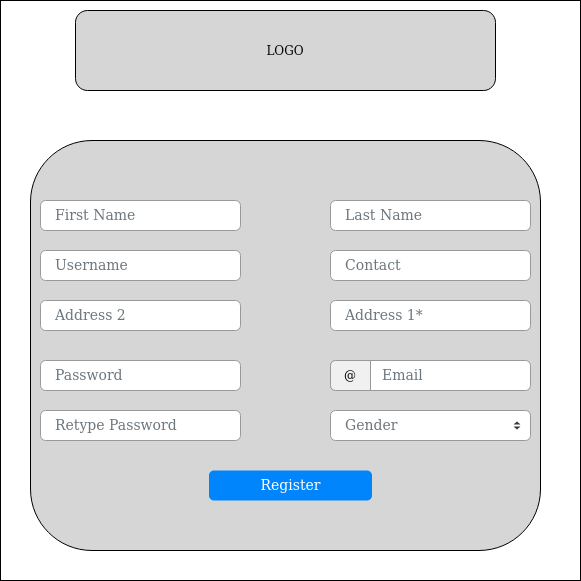 LOGO
First Name
Last Name
Username
Contact
Address 2
Address 1*
Password
@ Email
Retype Password
Gender
Register